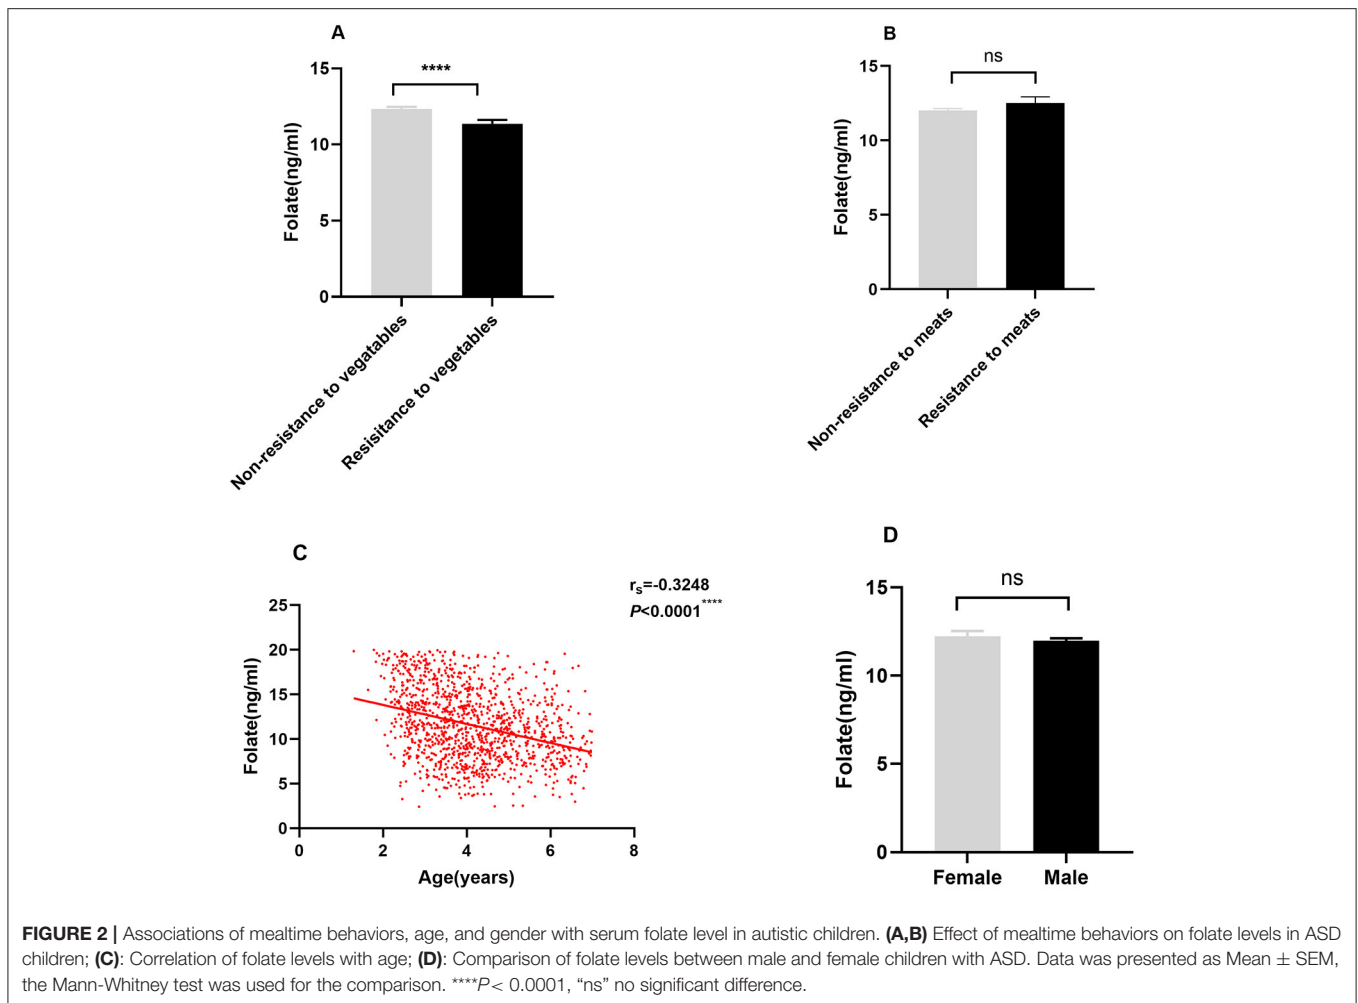 A
****
15
10
5
0
Folate(ng/ml)
Non-resistance to vegatables
Resisitance to vegetables
B
ns
15
10
5
0
Folate(ng/ml)
Non-resistance to meats
Resistance to meats
C
rs=-0.3248
P<0.0001****
25
20
15
10
5
0
Folate(ng/ml)
0 2 4 6 8
Age(years)
D
ns
15
10
5
0
Folate(ng/ml)
Female Male
FIGURE 2 | Associations of mealtime behaviors, age, and gender with serum folate level in autistic children. (A,B) Effect of mealtime behaviors on folate levels in ASD
children; (C): Correlation of folate levels with age; (D): Comparison of folate levels between male and female children with ASD. Data was presented as Mean ± SEM,
the Mann-Whitney test was used for the comparison. ****P< 0.0001, “ns” no significant difference.